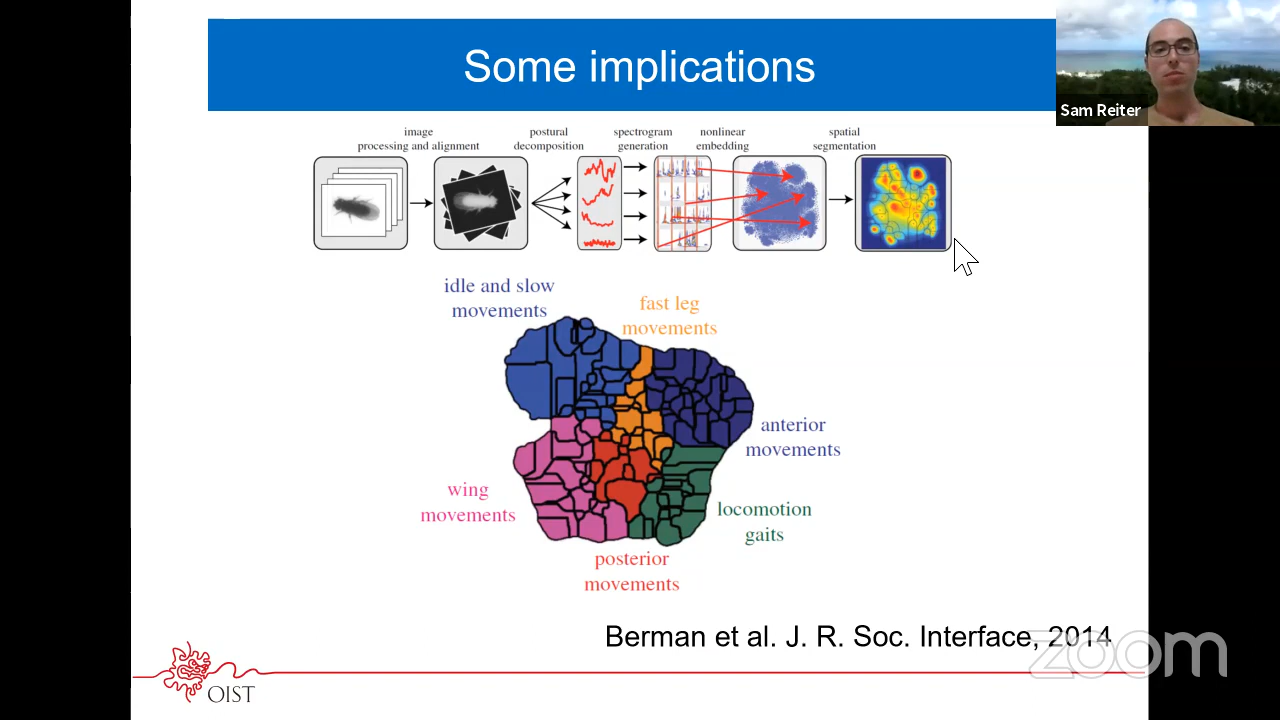 Some implications
Sam Reiter
image
processing and alignment
postural
decomposition
spectrogram
generation
nonlinear
embedding
spatial
segmentation
idle and slow
movements
fast leg
movements
anterior
movements
wing
movements
locomotion
gaits
posterior
movements
Berman et al. J. R. Soc. Interface, 2014
zoom
OIST